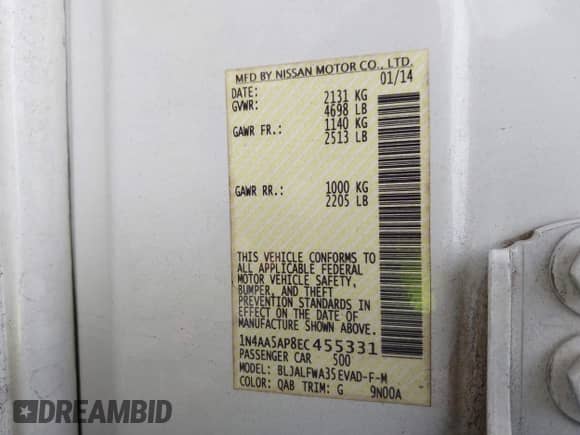 MFD BY NISSAN MOTOR CO., LTD.
DATE: 01/14
GVWR: 2131 KG
4698 LB
GAWR FR.: 1140 KG
2513 LB
GAWR RR.: 1000 KG
2205 LB
THIS VEHICLE CONFORMS TO
ALL APPLICABLE FEDERAL
MOTOR VEHICLE SAFETY,
BUMPER, AND THEFT
PREVENTION STANDARDS IN
EFFECT ON THE DATE OF
MANUFACTURE SHOWN ABOVE.
1N4AA5AP8EC455331
PASSENGER CAR 500
MODEL: BLJALFWA35EVAD-F-M
COLOR: QAB TRIM: G 9N00A
DREAMBID